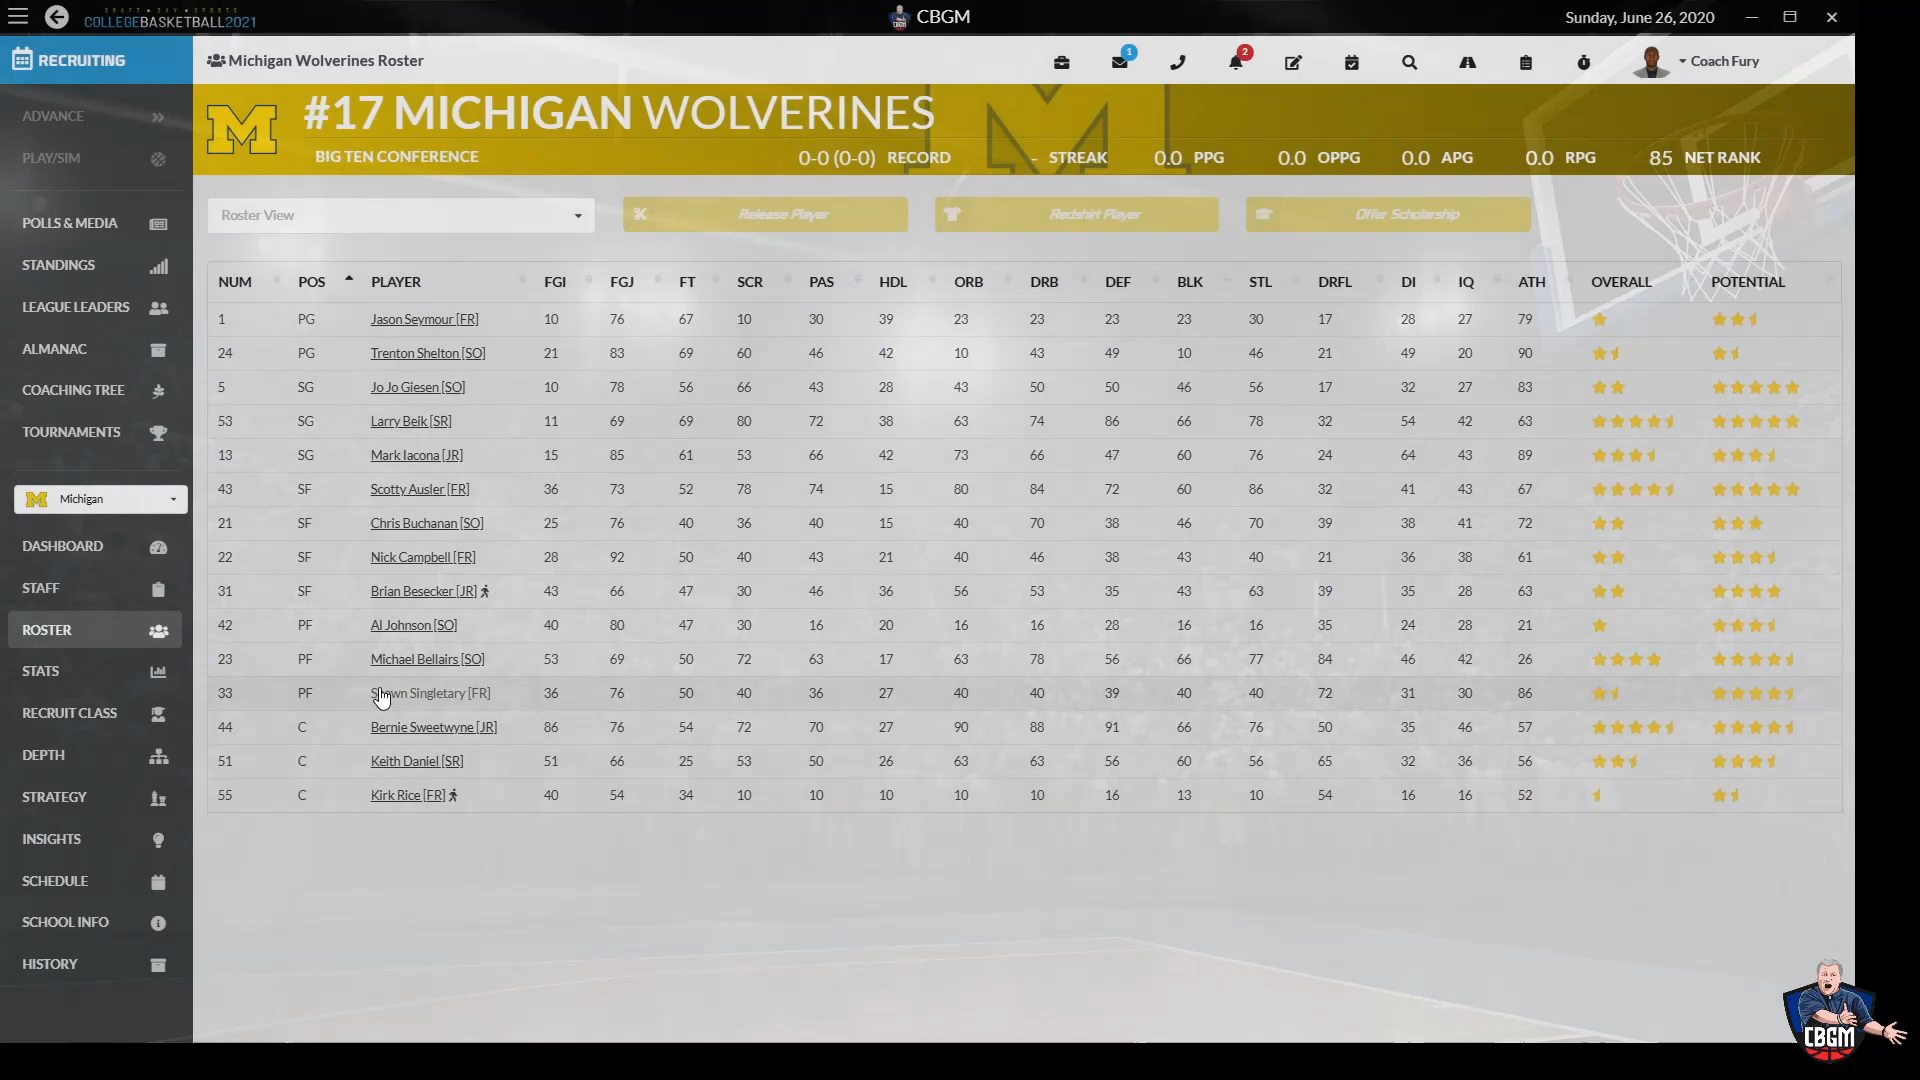 DRAFT • DAY • SPORTS
COLLEGEBASKETBALL2021
CBGM
Sunday, June 26, 2020
RECRUITING
Michigan Wolverines Roster
1
2
Coach Fury
ADVANCE
PLAY/SIM
POLLS & MEDIA
STANDINGS
LEAGUE LEADERS
ALMANAC
COACHING TREE
TOURNAMENTS
Michigan
DASHBOARD
STAFF
ROSTER
STATS
RECRUIT CLASS
DEPTH
STRATEGY
INSIGHTS
SCHEDULE
SCHOOL INFO
HISTORY
#17 MICHIGAN WOLVERINES
BIG TEN CONFERENCE
0-0 (0-0) RECORD - STREAK 0.0 PPG 0.0 OPPG 0.0 APG 0.0 RPG 85 NET RANK
Roster View
Release Player
Redshirt Player
Offer Scholarship
NUM POS PLAYER FGI FGJ FT SCR PAS HDL ORB DRB DEF BLK STL DRFL DI IQ ATH OVERALL POTENTIAL
1 PG Jason Seymour [FR] 10 76 67 10 30 39 23 23 23 23 30 17 28 27 79
24 PG Trenton Shelton [SO] 21 83 69 60 46 42 10 43 49 10 46 21 49 20 90
5 SG Jo Jo Giesen [SO] 10 78 56 66 43 28 43 50 50 46 56 17 32 27 83
53 SG Larry Beik [SR] 11 69 69 80 72 38 63 74 86 66 78 32 54 42 63
13 SG Mark Iacona [JR] 15 85 61 53 66 42 73 66 47 60 76 24 64 43 89
43 SF Scotty Ausler [FR] 36 73 52 78 74 15 80 84 72 60 86 32 41 43 67
21 SF Chris Buchanan [SO] 25 76 40 36 40 15 40 70 38 46 70 39 38 41 72
22 SF Nick Campbell [FR] 28 92 50 40 43 21 40 46 38 43 40 21 36 38 61
31 SF Brian Besecker [JR] 43 66 47 30 46 36 56 53 35 43 63 39 35 28 63
42 PF Al Johnson [SO] 40 80 47 30 16 20 16 16 28 16 16 35 24 28 21
23 PF Michael Bellairs [SO] 53 69 50 72 63 17 63 78 56 66 77 84 46 42 26
33 PF Singletary [FR] 36 76 50 40 36 27 40 40 39 40 40 72 31 30 86
44 C Bernie Sweetwyne [JR] 86 76 54 72 70 27 90 88 91 66 76 50 35 46 57
51 C Keith Daniel [SR] 51 66 25 53 50 26 63 63 56 60 56 65 32 36 56
55 C Kirk Rice [FR] 40 54 34 10 10 10 10 10 16 13 10 54 16 16 52
CBGM